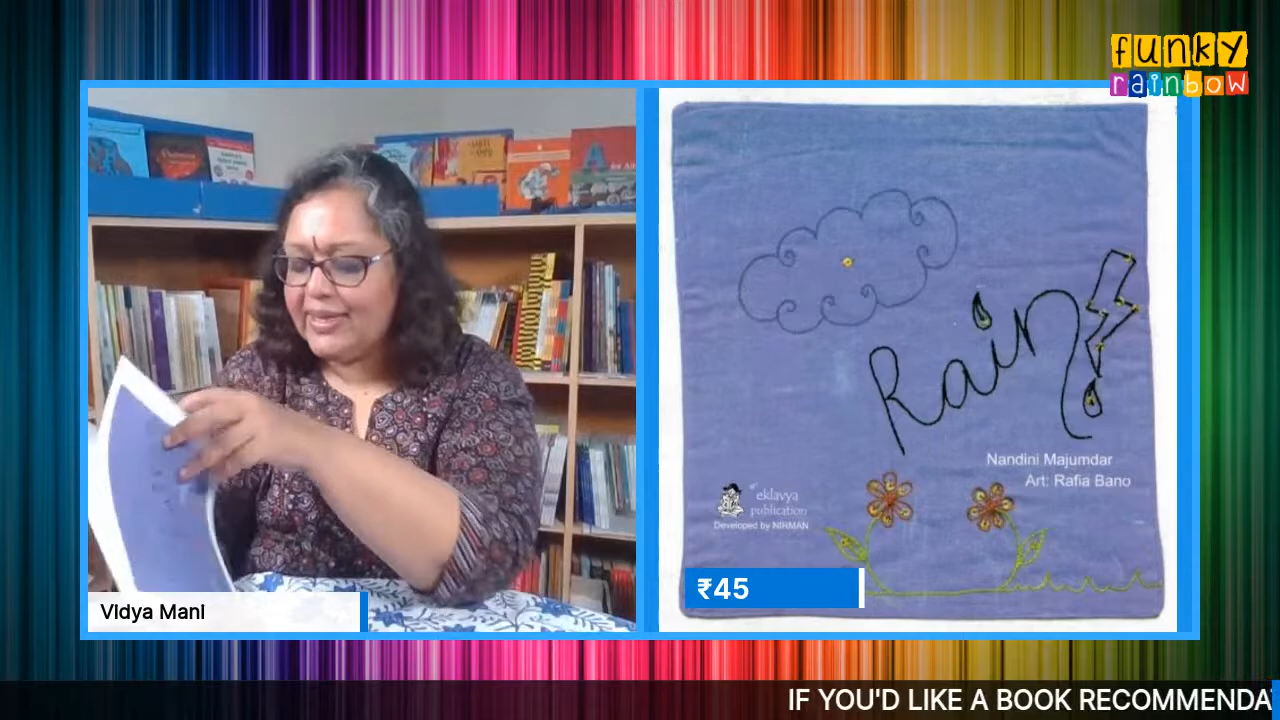 funky
rainbow
Rain
Nandini Majumdar
Art: Rafia Bano
eklavya
publication
Developed by NIRMAN
₹45
Vidya Mani
IF YOU'D LIKE A BOOK RECOMMENDA